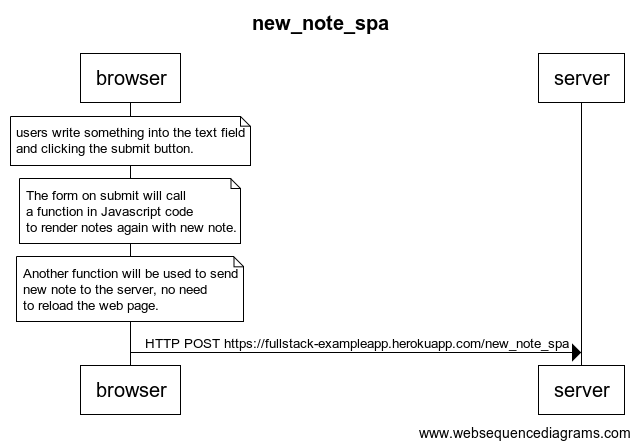 new_note_spa
browser
server
users write something into the text field
and clicking the submit button.
The form on submit will call
a function in Javascript code
to render notes again with new note.
Another function will be used to send
new note to the server, no need
to reload the web page.
HTTP POST https://fullstack-exampleapp.herokuapp.com/new_note_spa
browser
server
www.websequencediagrams.com